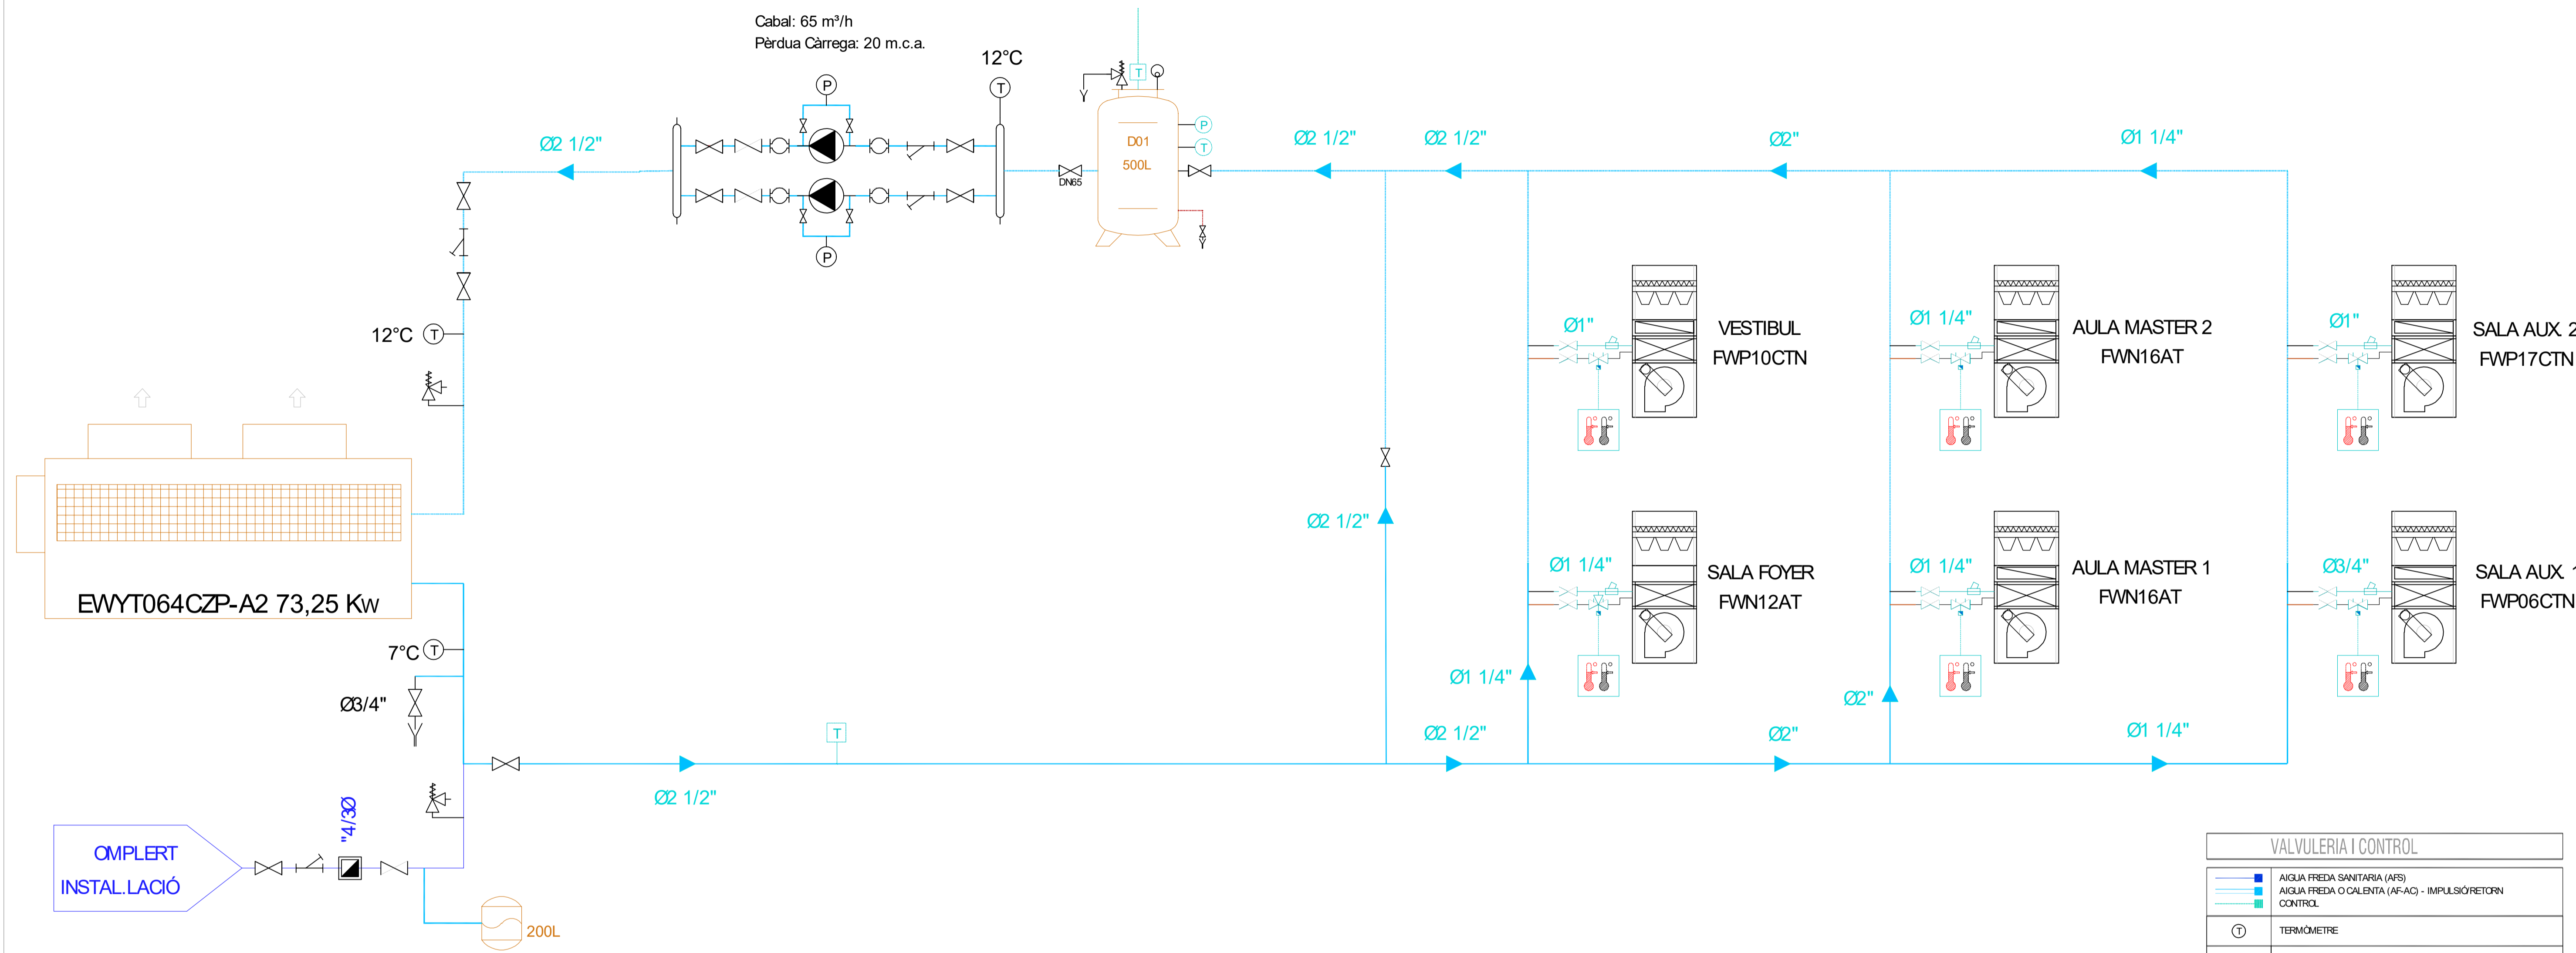 Cabal: 65 m³/h
Pèrdua Càrrega: 20 m.c.a.
12°C
T
T
P
Ø2 1/2"
D01
500L
P
T
DN65
Ø2 1/2"
Ø2 1/2"
Ø2"
Ø1 1/4"
P
12°C
T
Ø1"
VESTIBUL
FWP10CTN
Ø1 1/4"
AULA MASTER 2
FWN16AT
Ø1"
SALA AUX. 2
FWP17CTN
Ø2 1/2"
EWYT064CZP-A2 73,25 Kw
Ø1 1/4"
SALA FOYER
FWN12AT
Ø1 1/4"
AULA MASTER 1
FWN16AT
Ø3/4"
SALA AUX. 1
FWP06CTN
7°C
T
Ø3/4"
Ø1 1/4"
Ø2"
T
Ø2 1/2"
Ø2 1/2"
Ø2"
Ø1 1/4"
Ø3/4"
OMPLERT
INSTAL.LACIÓ
200L
VALVULERIA I CONTROL
AIGUA FREDA SANITARIA (AFS)
AIGUA FREDA O CALENTA (AF-AC) - IMPULSIÓ/RETORN
CONTROL
T
TERMÒMETRE